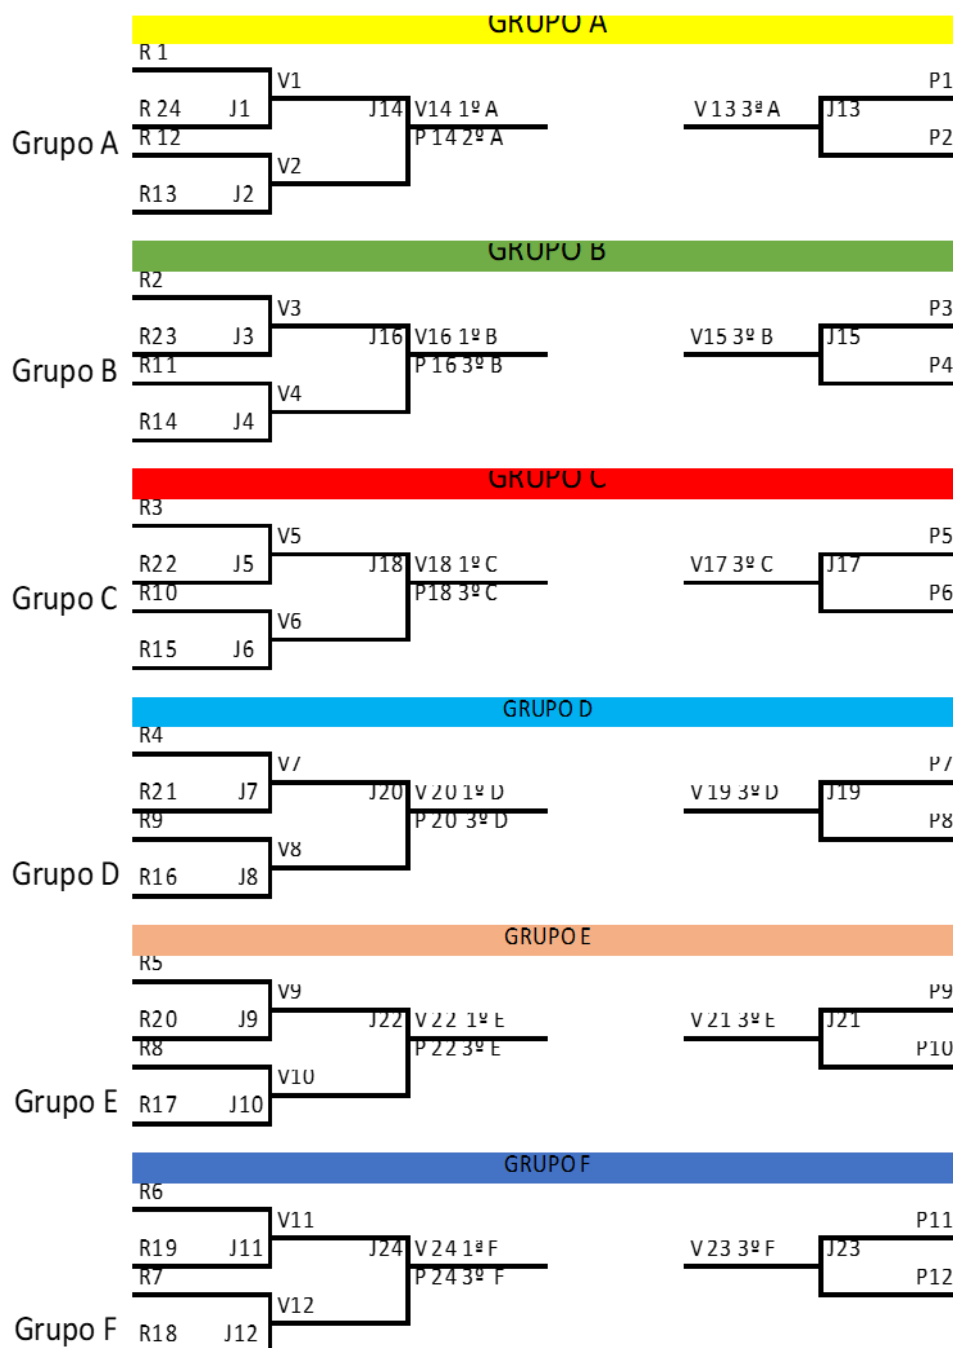 GRUPO A
R 1
V1
P1
R 24 J1 J14 V14 1º A V 13 3ª A J13
Grupo A R 12 P 14 2º A P2
V2
R13 J2
GRUPO B
R2
V3 P3
R23 J3 J16 V16 1º B V15 3º B J15
Grupo B R11 P 16 3º B P4
V4
R14 J4
GRUPO C
R3
V5 P5
R22 J5 J18 V18 1º C V17 3º C J17
Grupo C R10 P18 3º C P6
V6
R15 J6
GRUPO D
R4
V7 P7
R21 J7 J20 V 20 1º D V 19 3º D J19
R9 P 20 3º D P8
V8
Grupo D R16 J8
GRUPO E
R5
V9 P9
R20 J9 J22 V 22 1º E V 21 3º E J21
R8 P 22 3º E P10
V10
Grupo E R17 J10
GRUPO F
R6
V11 P11
R19 J11 J24 V 24 1ª F V 23 3º F J23
R7 P 24 3º F P12
V12
Grupo F R18 J12